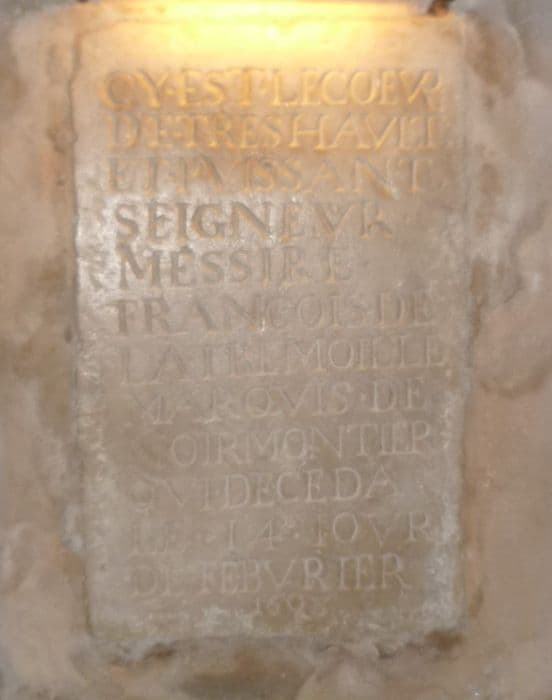 CY·EST·LE COEVR
DE·TRES HAVLT
ET PVISSANT
SEIGNEVR
MESSIRE
FRANCOIS·DE
LA TREMOILLE
MARQVIS·DE
NOIRMONTIER
QVI DECEDA
LE·14·IOVR
DE FEBVRIER